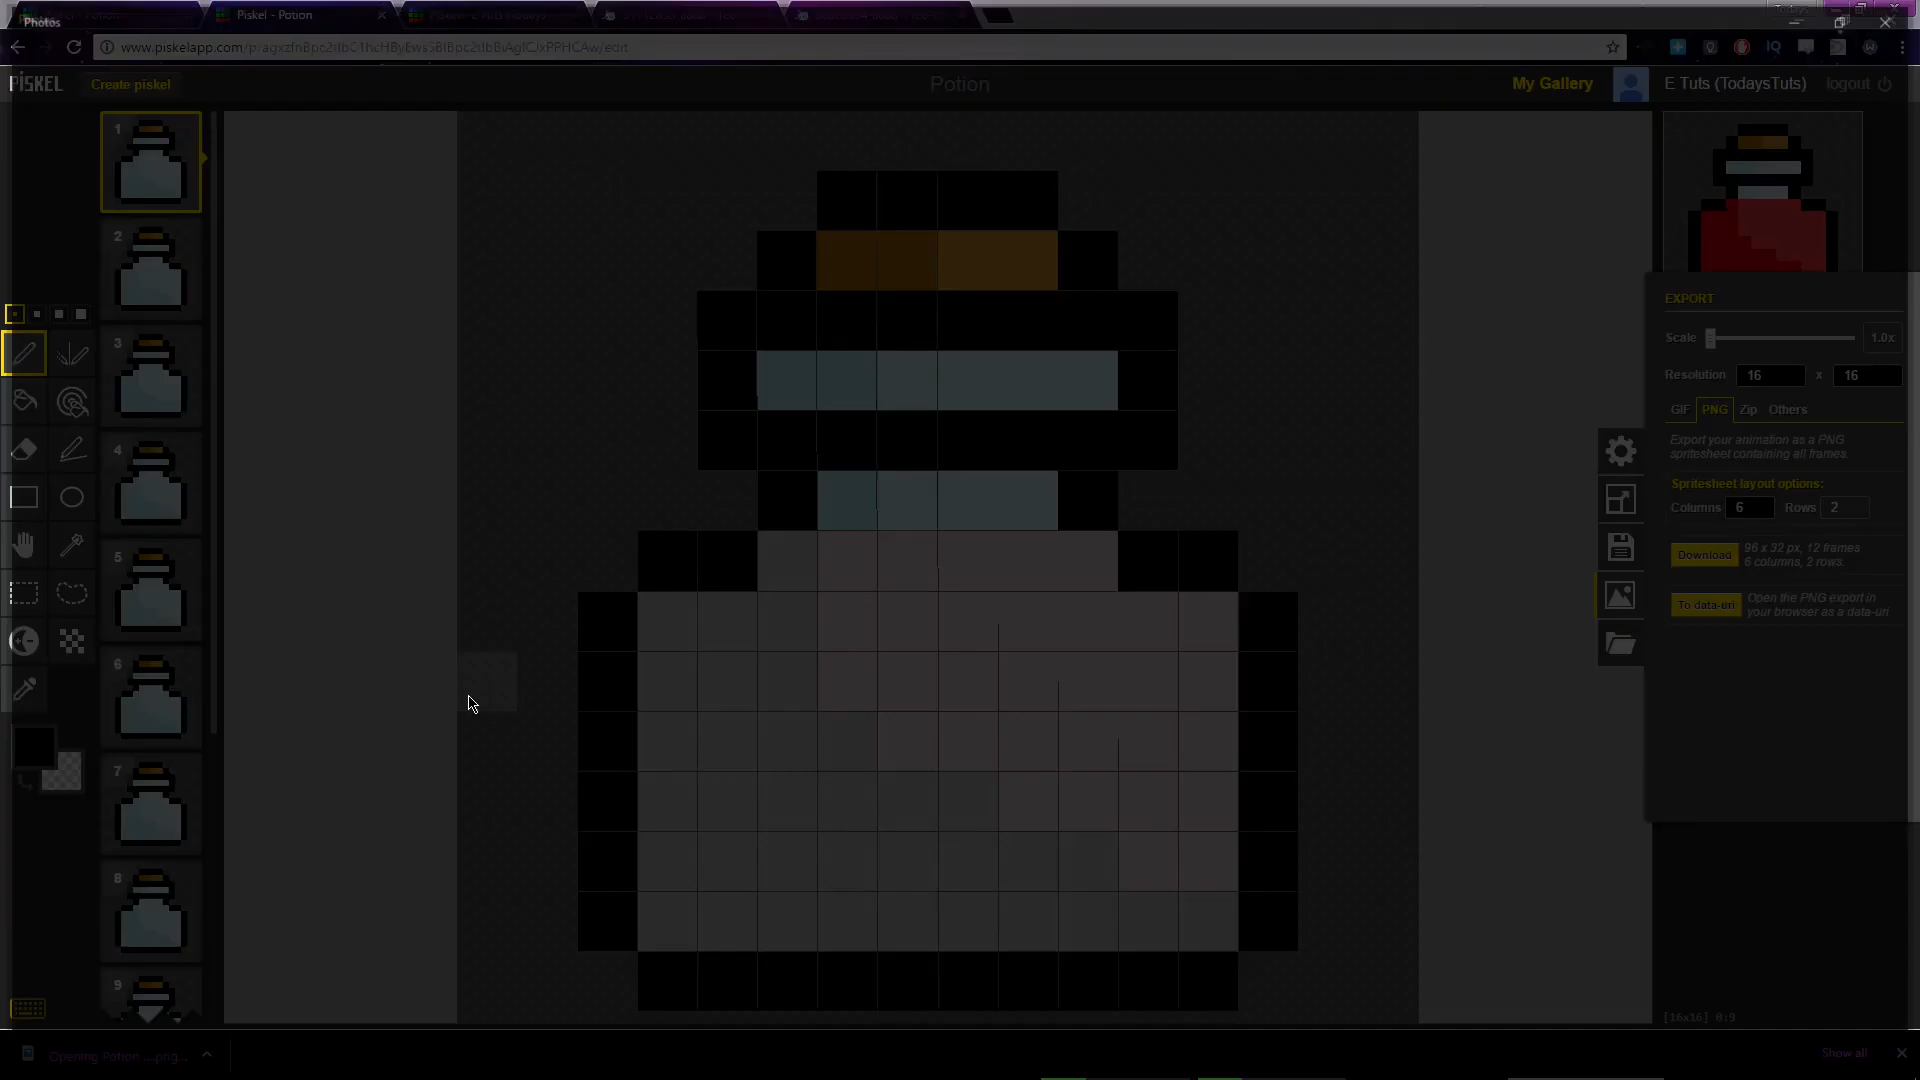 Photos
Piskel - Potion
www.piskelapp.com
PiSKEL
Create piskel
Potion
My Gallery
E Tuts (TodaysTuts)
logout
1
2
3
4
5
6
7
8
9
EXPORT
Scale
1.0x
Resolution
16
x
16
GIF
PNG
Zip
Others
Export your animation as a PNG
spritesheet containing all frames.
Spritesheet layout options:
Columns
6
Rows
2
Download
96 x 32 px, 12 frames
6 columns, 2 rows.
To data-uri
Open the PNG export in
your browser as a data-uri
[16x16] 0:9
Opening Potion ....png...
Show all